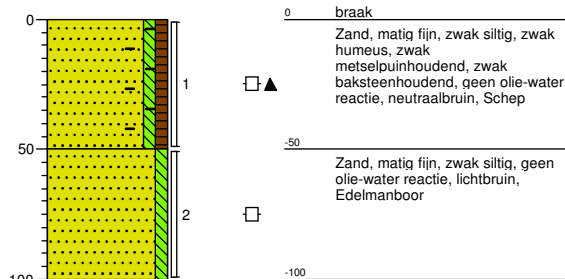 0
0
braak
Zand, matig fijn, zwak siltig, zwak
humeus, zwak
metselpuinhoudend, zwak
baksteenhoudend, geen olie-water
reactie, neutraalbruin, Schep
1
50
-50
Zand, matig fijn, zwak siltig, geen
olie-water reactie, lichtbruin,
Edelmanboor
2
100
-100